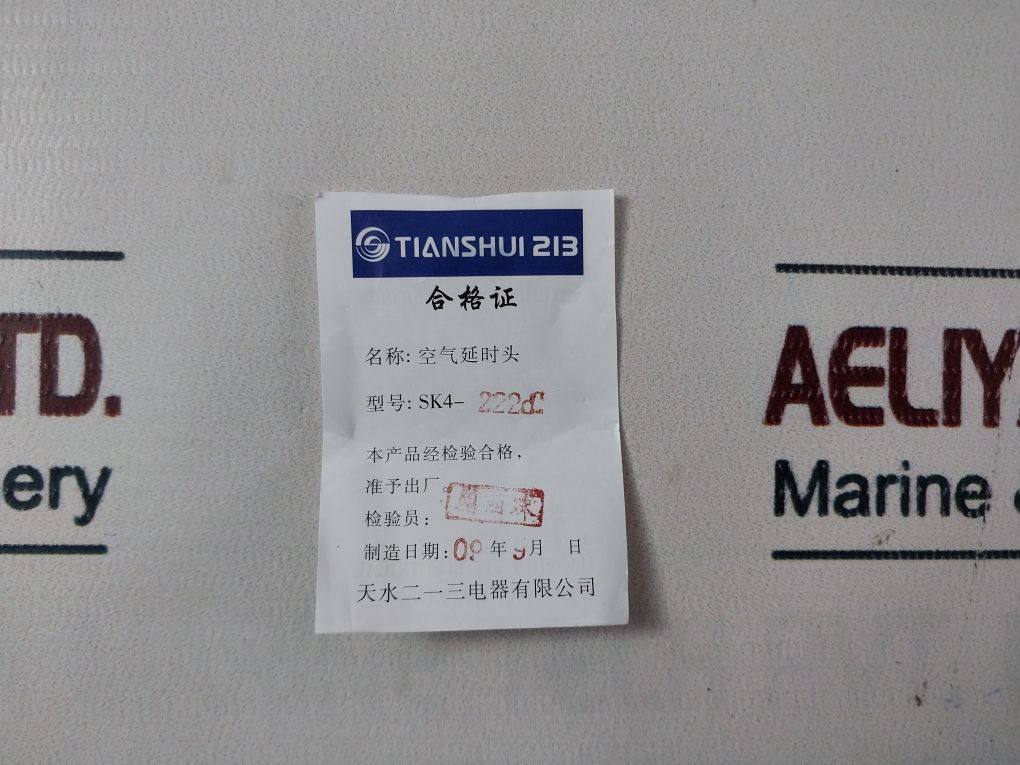 TIANSHUI 213
合格证
名称: 空气延时头
型号: SK4- 222d
本产品经检验合格,
准予出厂
检验员:
制造日期: 09 年 9月 日
天水二一三电器有限公司
TD.
ery
AELIY
Marine &